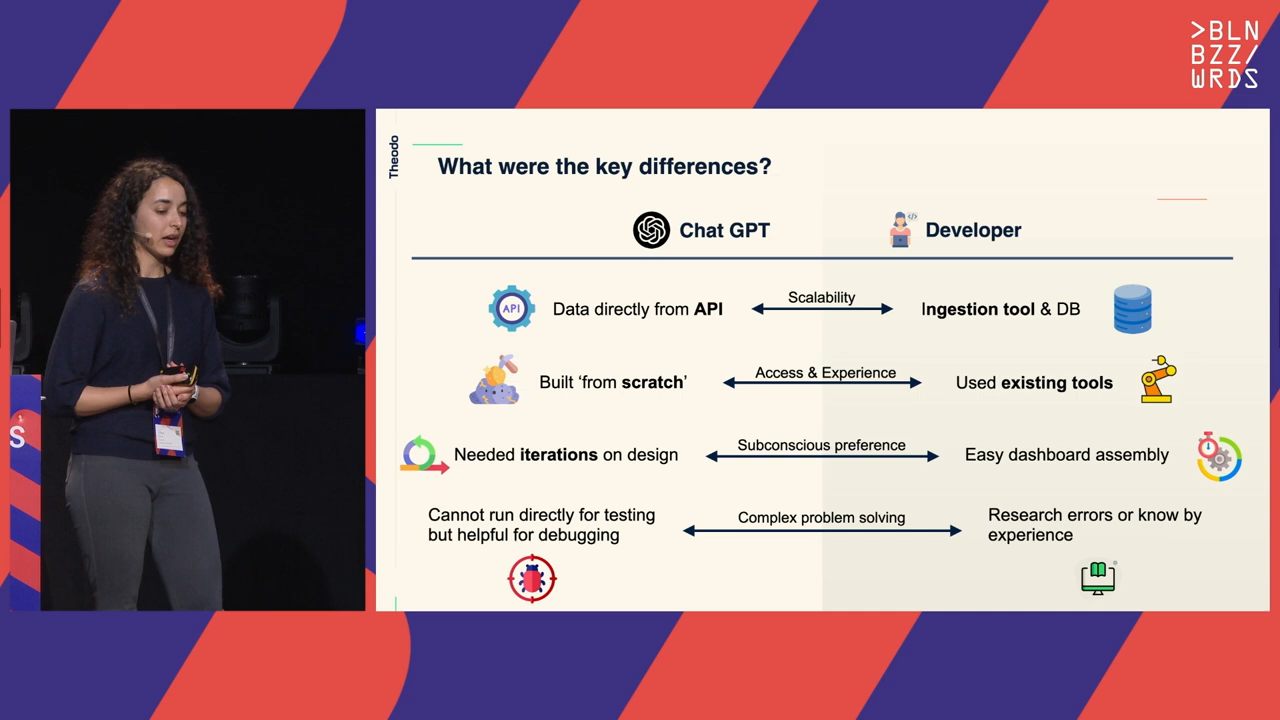 >BLN
BZZ/
WRDS
Theodo
What were the key differences?
Chat GPT
Developer
API
Data directly from API
Scalability
Ingestion tool & DB
Built ‘from scratch’
Access & Experience
Used existing tools
Needed iterations on design
Subconscious preference
Easy dashboard assembly
Cannot run directly for testing
but helpful for debugging
Complex problem solving
Research errors or know by
experience
S